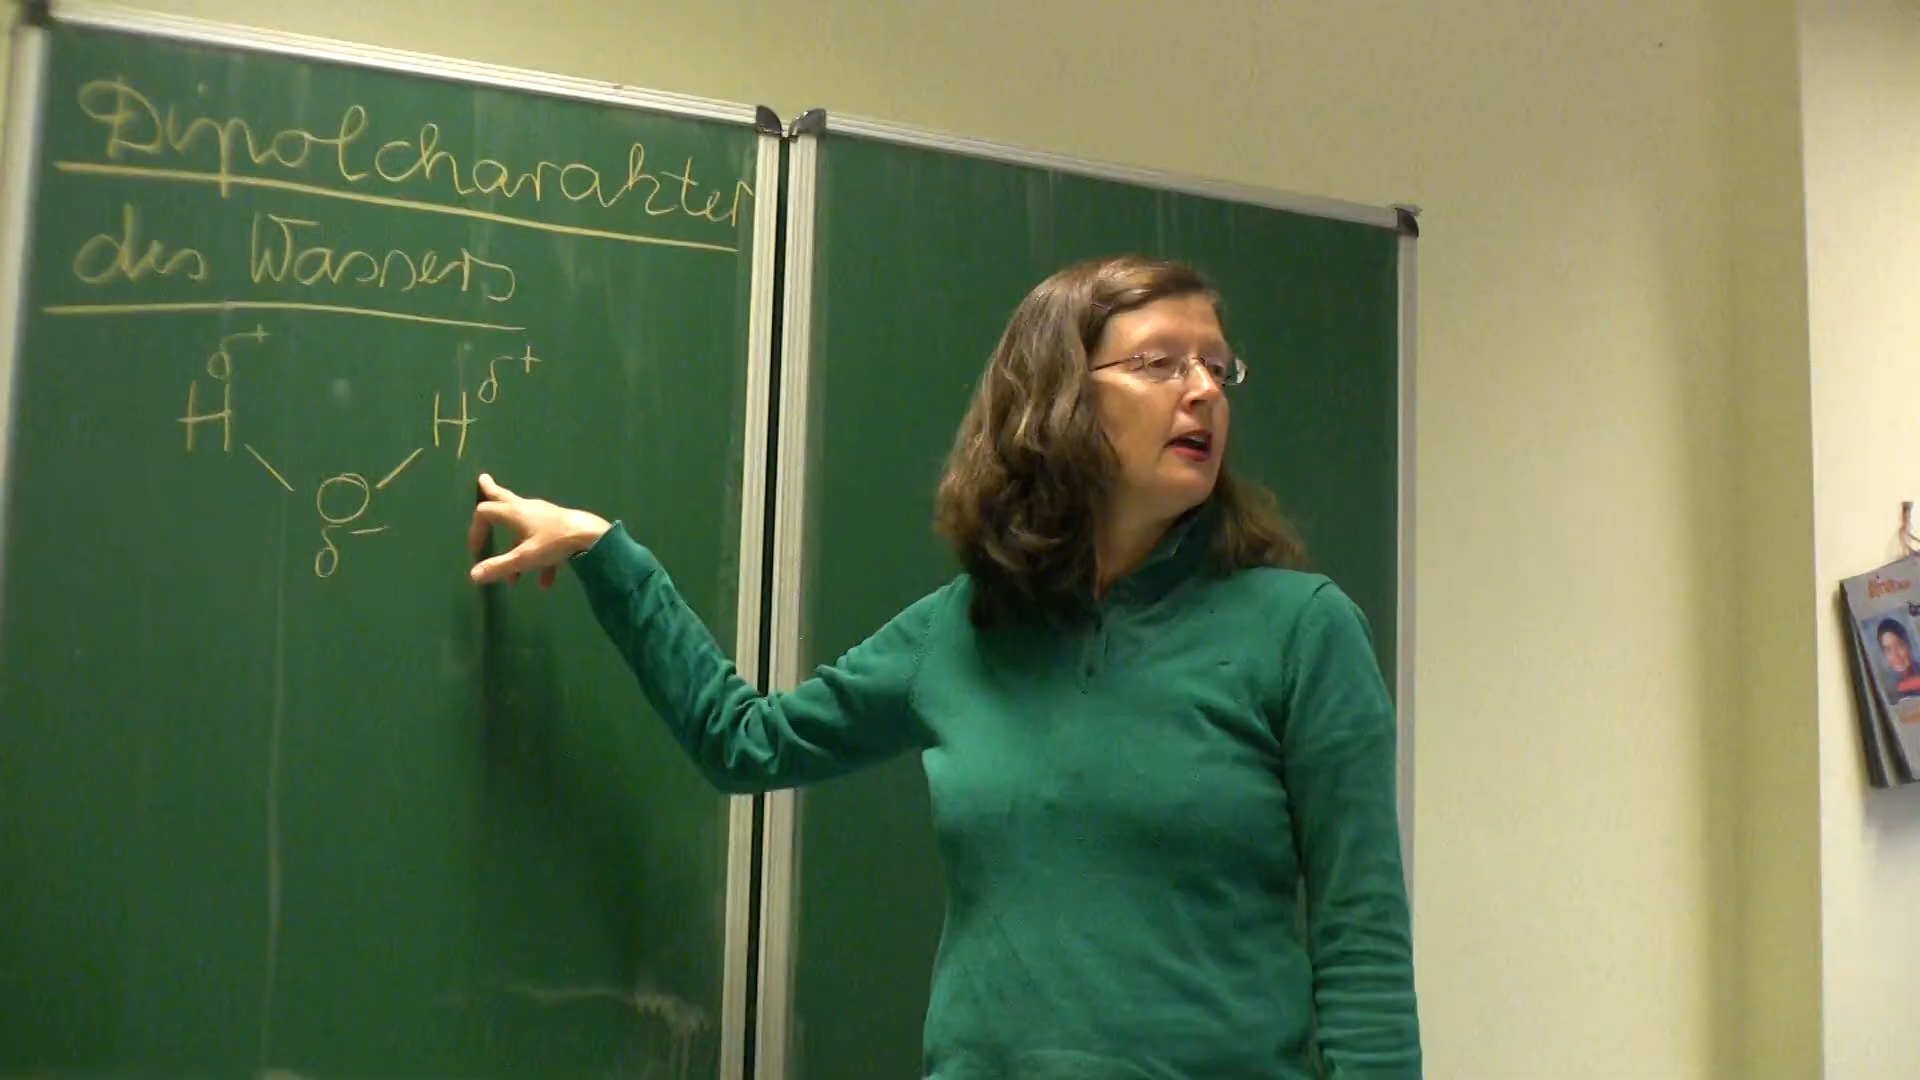 Dipolcharakter
des Wassers
δ+ δ+
H H
O
δ−